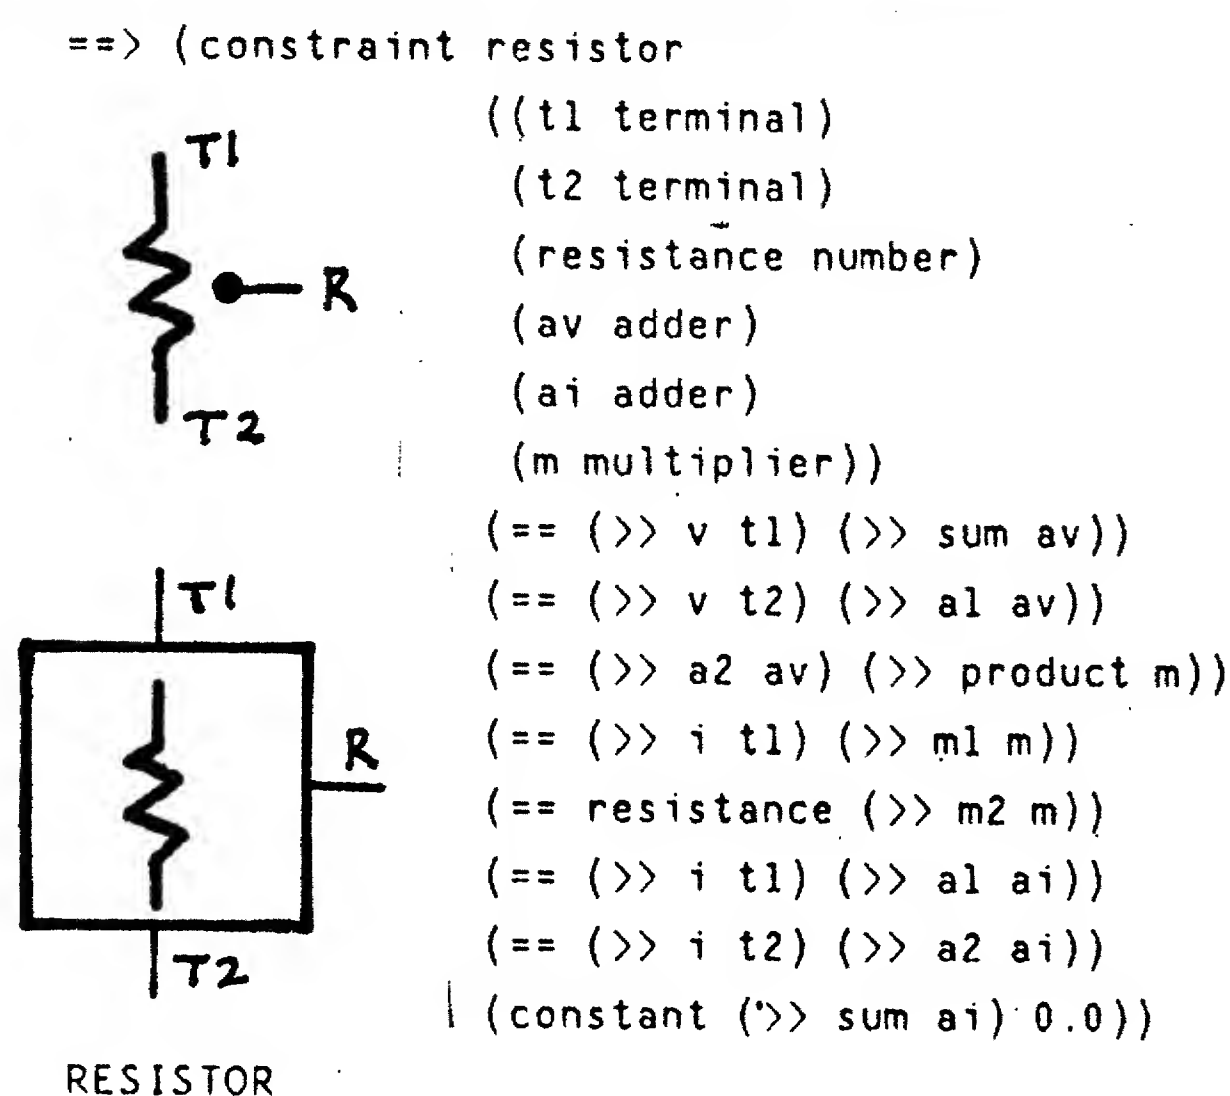 ==> (constraint resistor
((t1 terminal)
(t2 terminal)
(resistance number)
(av adder)
(ai adder)
(m multiplier))
(== (>> v t1) (>> sum av))
(== (>> v t2) (>> a1 av))
(== (>> a2 av) (>> product m))
(== (>> i t1) (>> m1 m))
(== resistance (>> m2 m))
(== (>> i t1) (>> a1 ai))
(== (>> i t2) (>> a2 ai))
(constant (>> sum ai) 0.0))
T1
R
T2
T1
R
T2
RESISTOR